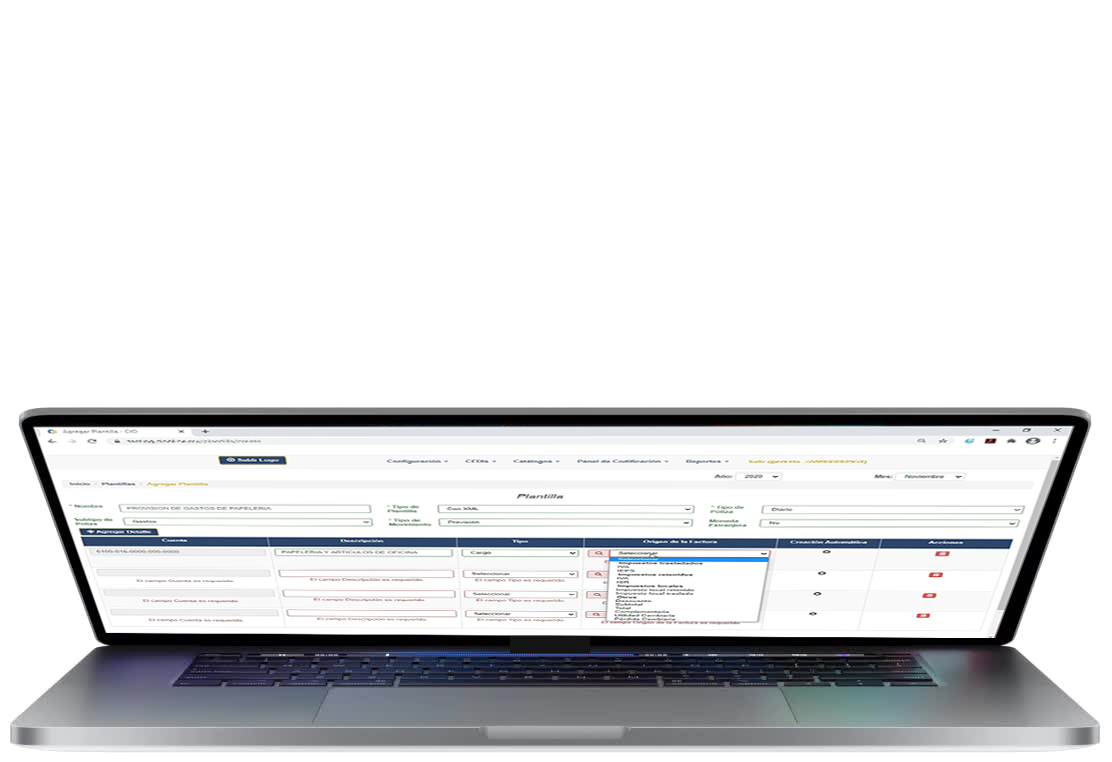 Agregar Plantilla - CIO
Subir Logo Configuración CFDIs Catálogos Panel de Codificación Reportes
Año: 2020 Mes: Noviembre
Inicio Plantillas Agregar Plantilla
Plantilla
* Nombre PROVISION DE GASTOS DE PAPELERIA * Tipo de Plantilla Con XML * Tipo de Póliza Diario
Subtipo de Póliza Gastos * Tipo de Movimiento Provisión Moneda Extranjera No
+ Agregar Detalle
Cuenta Descripción Tipo Origen de la Factura Creación Automática Acciones
6100-016-0000-000-0000 PAPELERIA Y ARTICULOS DE OFICINA Cargo Seleccionar
Seleccionar
Impuestos trasladados
IVA
IEPS
Impuestos retenidos
IVA
ISR
Impuestos locales
Impuesto local retenido
Impuesto local traslado
Otros
Descuento
Subtotal
Total
Complementaria
Utilidad Cambiaria
Pérdida Cambiaria
Seleccionar
El campo Cuenta es requerido. El campo Descripción es requerido. El campo Tipo es requerido.
Seleccionar
El campo Cuenta es requerido. El campo Descripción es requerido. El campo Tipo es requerido.
Seleccionar
El campo Cuenta es requerido. El campo Descripción es requerido. El campo Tipo es requerido. El campo Origen de la Factura es requerido.